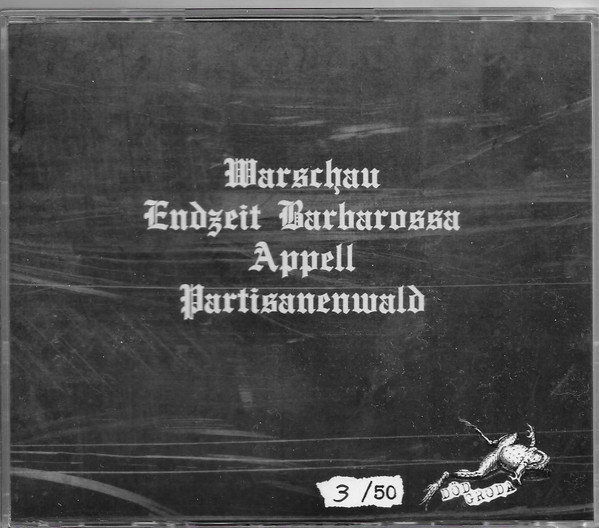 Warschau
Endzeit Barbarossa
Appell
Partisanenwald
3 /50
DÖD
GRODA